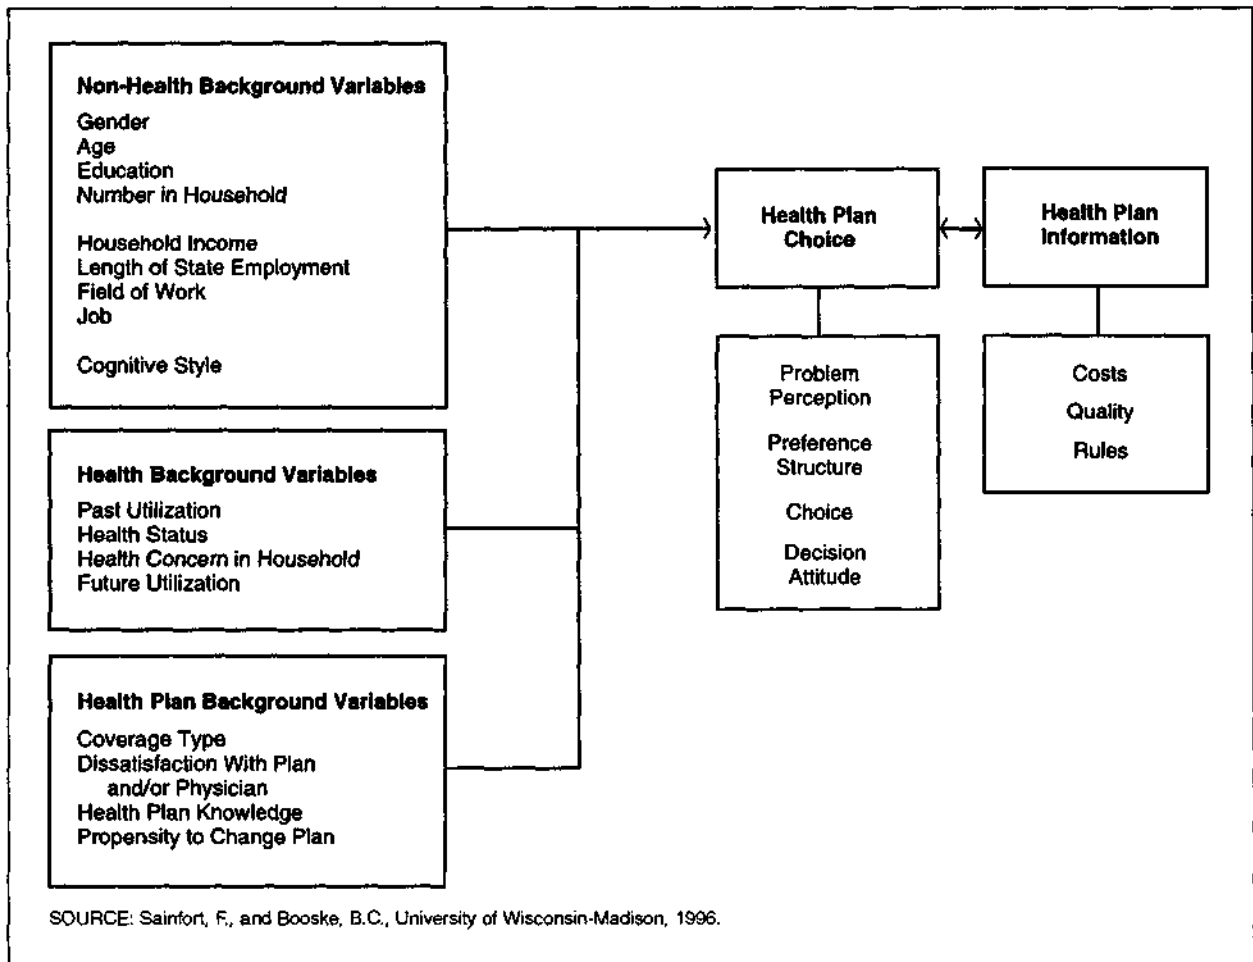 Non-Health Background Variables
Gender
Age
Education
Number in Household
Household Income
Length of State Employment
Field of Work
Job
Cognitive Style
Health Background Variables
Past Utilization
Health Status
Health Concern in Household
Future Utilization
Health Plan Background Variables
Coverage Type
Dissatisfaction With Plan
and/or Physician
Health Plan Knowledge
Propensity to Change Plan
Health Plan
Choice
Problem
Perception
Preference
Structure
Choice
Decision
Attitude
Health Plan
Information
Costs
Quality
Rules
SOURCE: Sainfort, F., and Booske, B.C., University of Wisconsin-Madison, 1996.